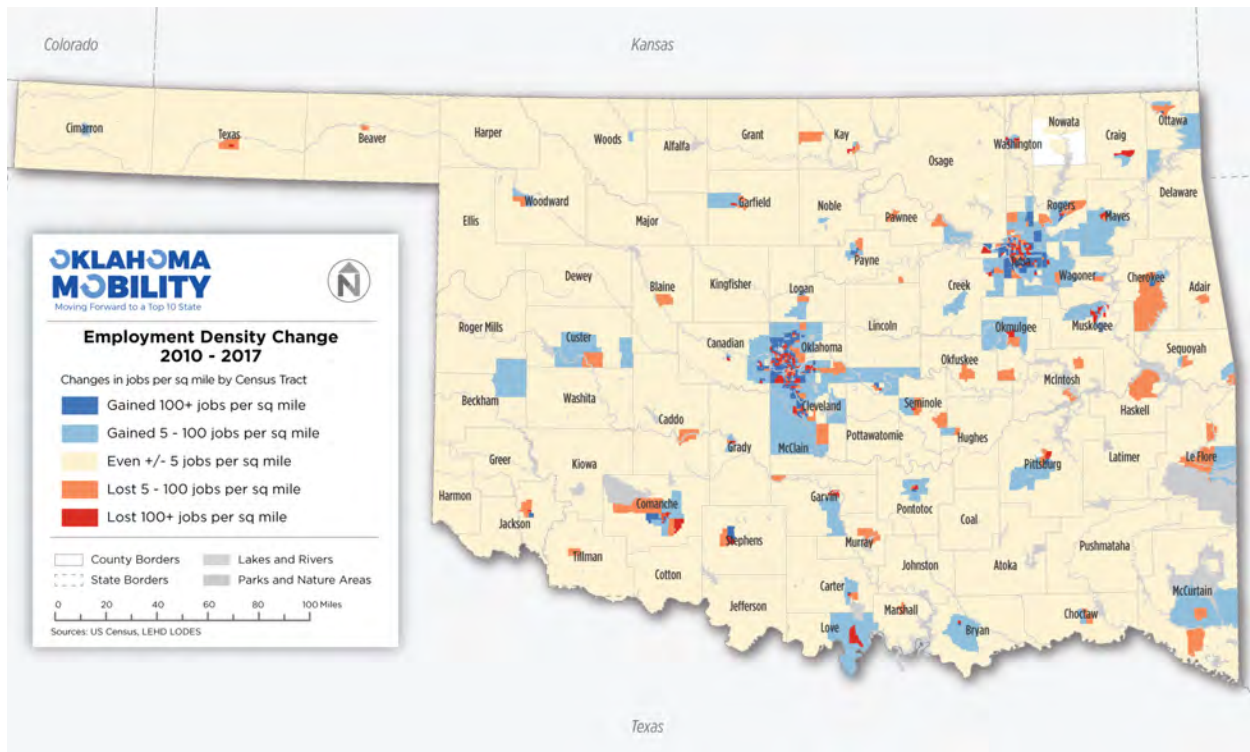 Colorado
Kansas
Cimarron
Texas
Beaver
Harper
Woods
Alfalfa
Grant
Kay
Osage
Washington
Nowata
Craig
Ottawa
Ellis
Woodward
Major
Garfield
Noble
Pawnee
Rogers
Mayes
Delaware
Payne
Tulsa
Wagoner
Cherokee
Adair
OKLAHOMA
MOBILITY
Moving Forward to a Top 10 State
N
Dewey
Blaine
Kingfisher
Logan
Creek
Lincoln
Okmulgee
Muskogee
Roger Mills
Custer
Canadian
Oklahoma
Okfuskee
McIntosh
Sequoyah
Employment Density Change
2010 - 2017
Changes in jobs per sq mile by Census Tract
Gained 100+ jobs per sq mile
Gained 5 - 100 jobs per sq mile
Even +/- 5 jobs per sq mile
Lost 5 - 100 jobs per sq mile
Lost 100+ jobs per sq mile
Beckham
Washita
Caddo
Grady
Cleveland
McClain
Pottawatomie
Seminole
Hughes
Haskell
Pittsburg
Latimer
Le Flore
Greer
Kiowa
Harmon
Jackson
Comanche
Garvin
Pontotoc
Coal
Tillman
Stephens
Murray
Johnston
Atoka
Pushmataha
Cotton
Carter
McCurtain
Jefferson
Love
Marshall
Bryan
Choctaw
County Borders
Lakes and Rivers
State Borders
Parks and Nature Areas
0 20 40 60 80 100 Miles
Sources: US Census, LEHD LODES
Texas